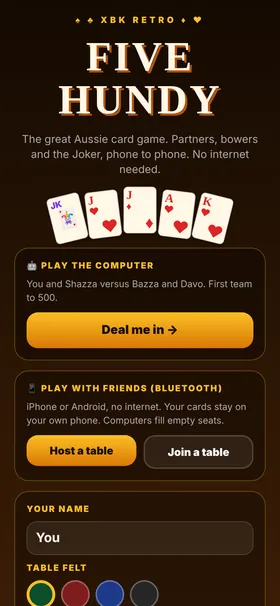 ♠ ♣ XBK RETRO ♦ ♥
FIVE
HUNDY
The great Aussie card game. Partners, bowers
and the Joker, phone to phone. No internet
needed.
JK
J
J
A
K
🤖 PLAY THE COMPUTER
You and Shazza versus Bazza and Davo. First team
to 500.
Deal me in →
📱 PLAY WITH FRIENDS (BLUETOOTH)
iPhone or Android, no internet. Your cards stay on
your own phone. Computers fill empty seats.
Host a table
Join a table
YOUR NAME
You
TABLE FELT